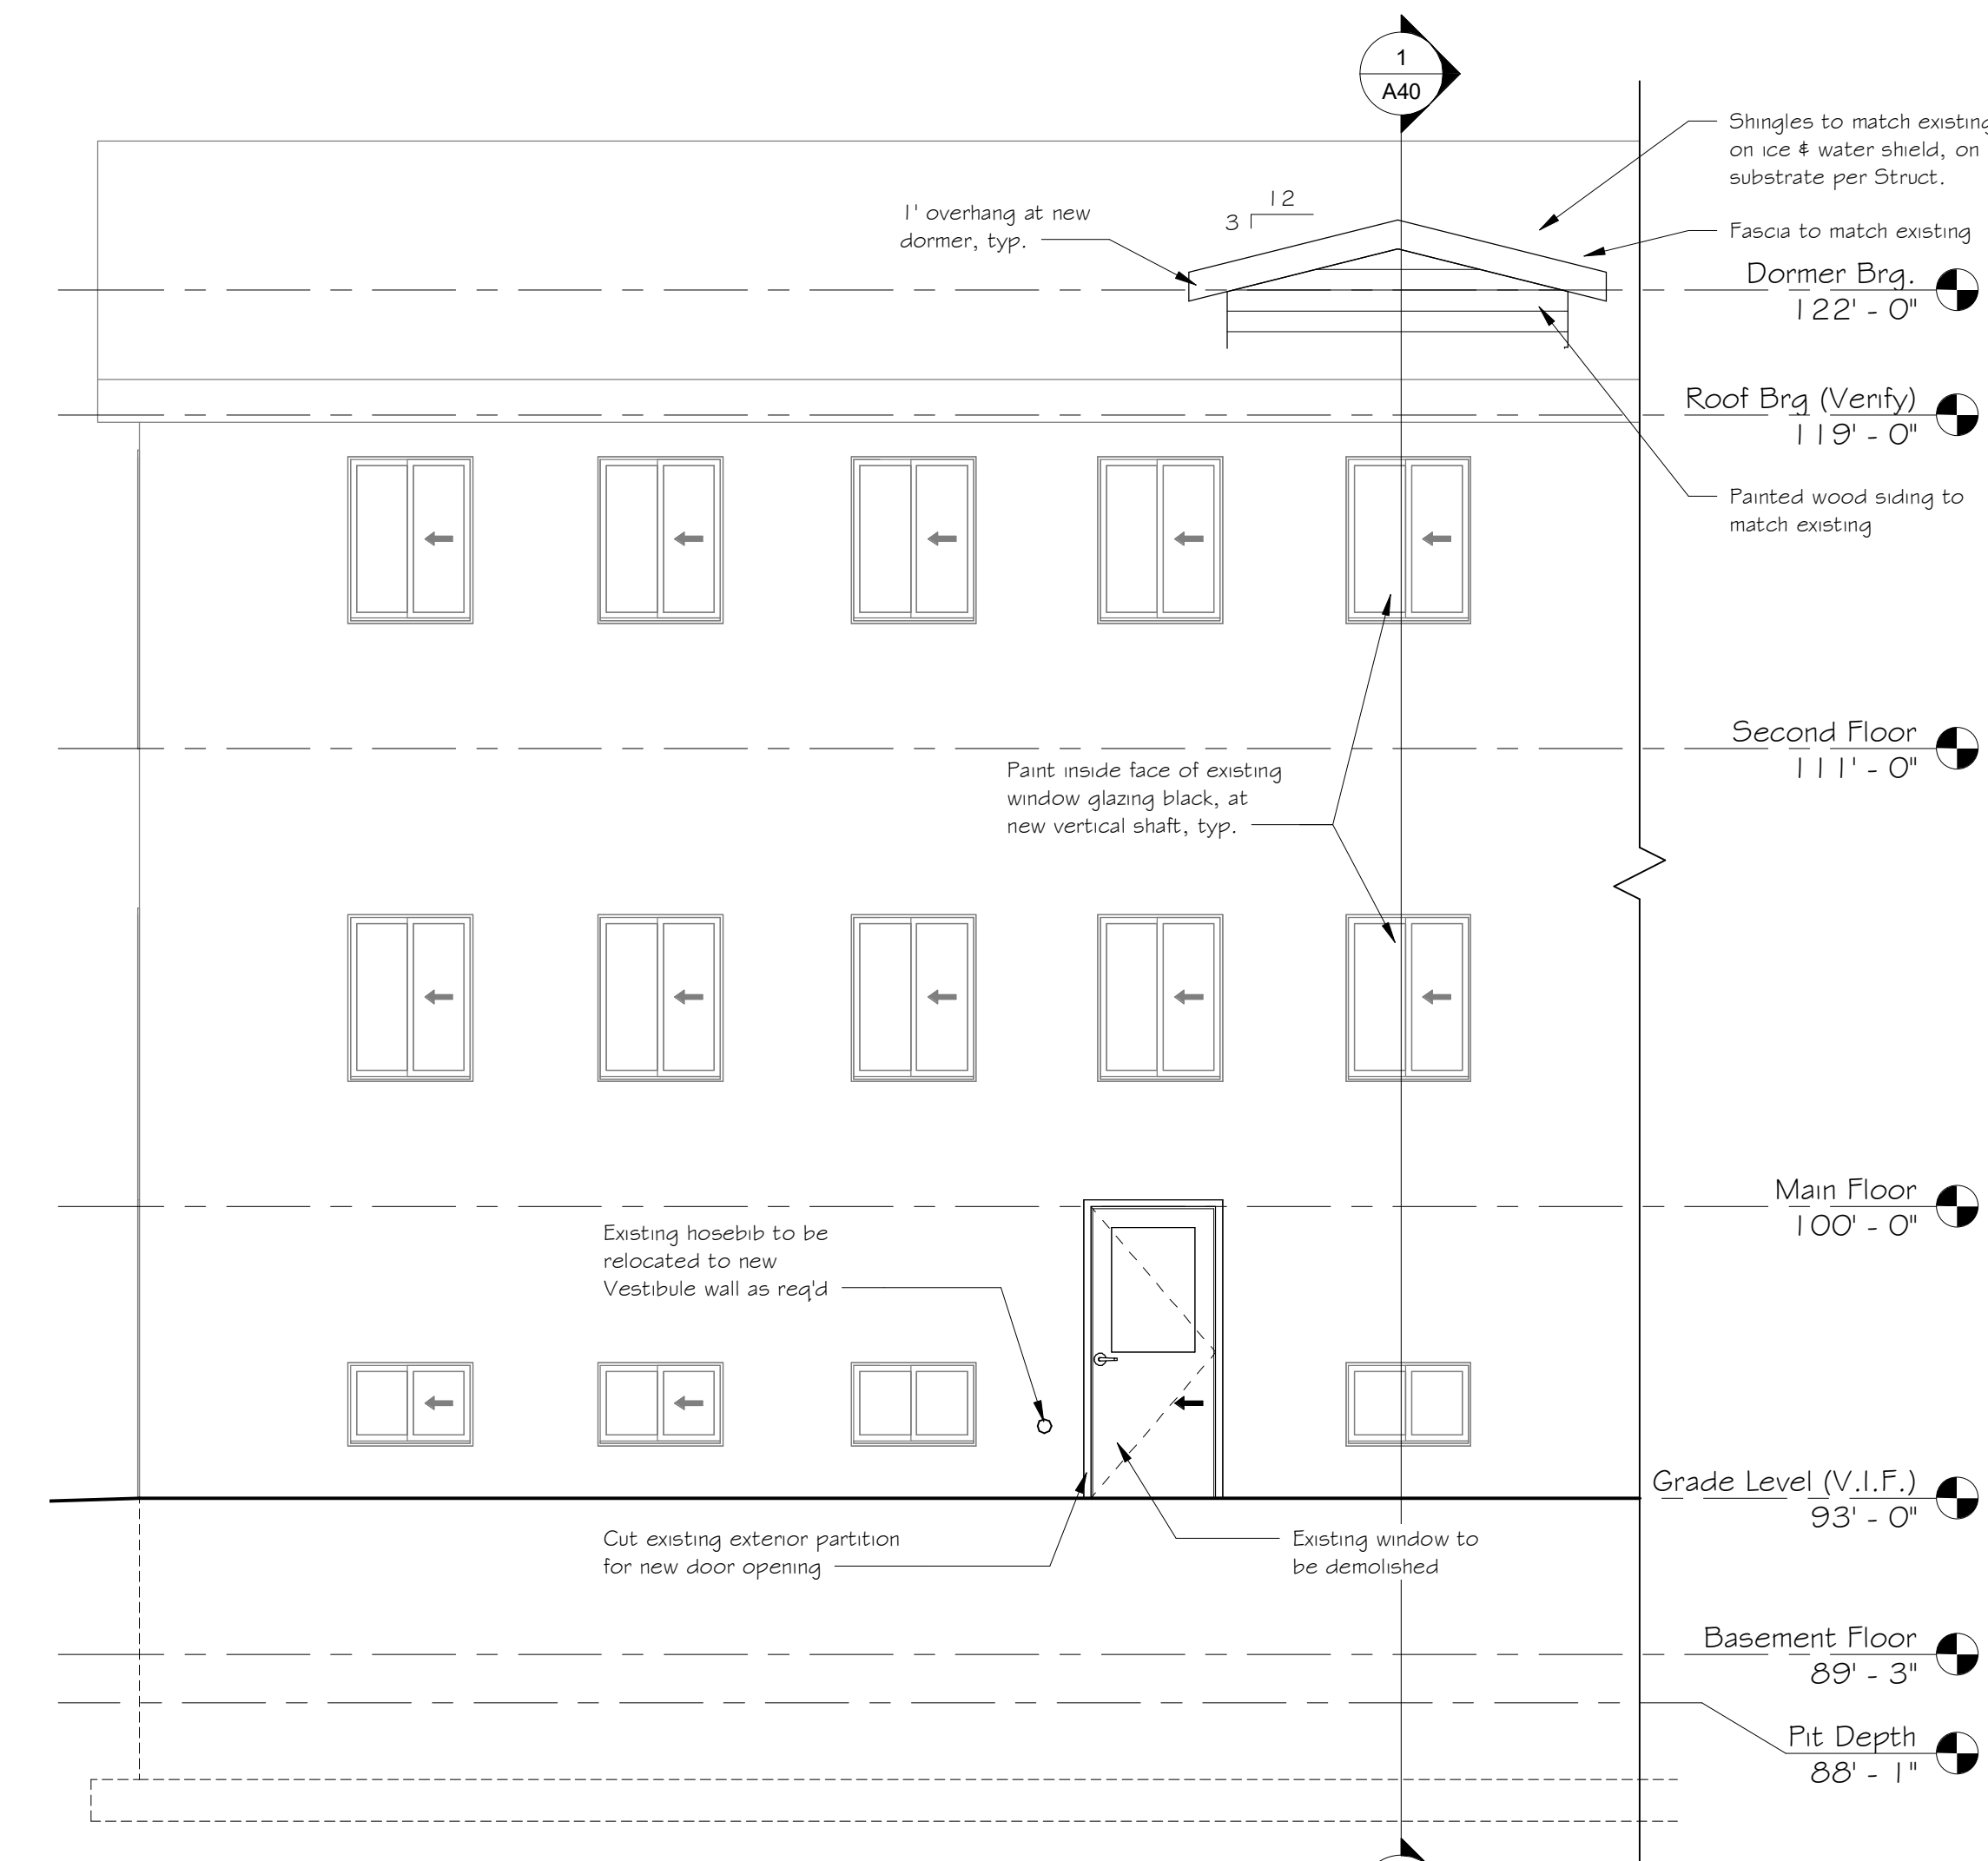 1
A40
Shingles to match existing
on ice & water shield, on
substrate per Struct.
12
3
1' overhang at new
dormer, typ.
Fascia to match existing
Dormer Brg.
122' - 0"
Roof Brg (Verify)
119' - 0"
Painted wood siding to
match existing
Second Floor
111' - 0"
Paint inside face of existing
window glazing black, at
new vertical shaft, typ.
Main Floor
100' - 0"
Existing hosebib to be
relocated to new
Vestibule wall as req'd
Grade Level (V.I.F.)
93' - 0"
Cut existing exterior partition
for new door opening
Existing window to
be demolished
Basement Floor
89' - 3"
Pit Depth
88' - 1"